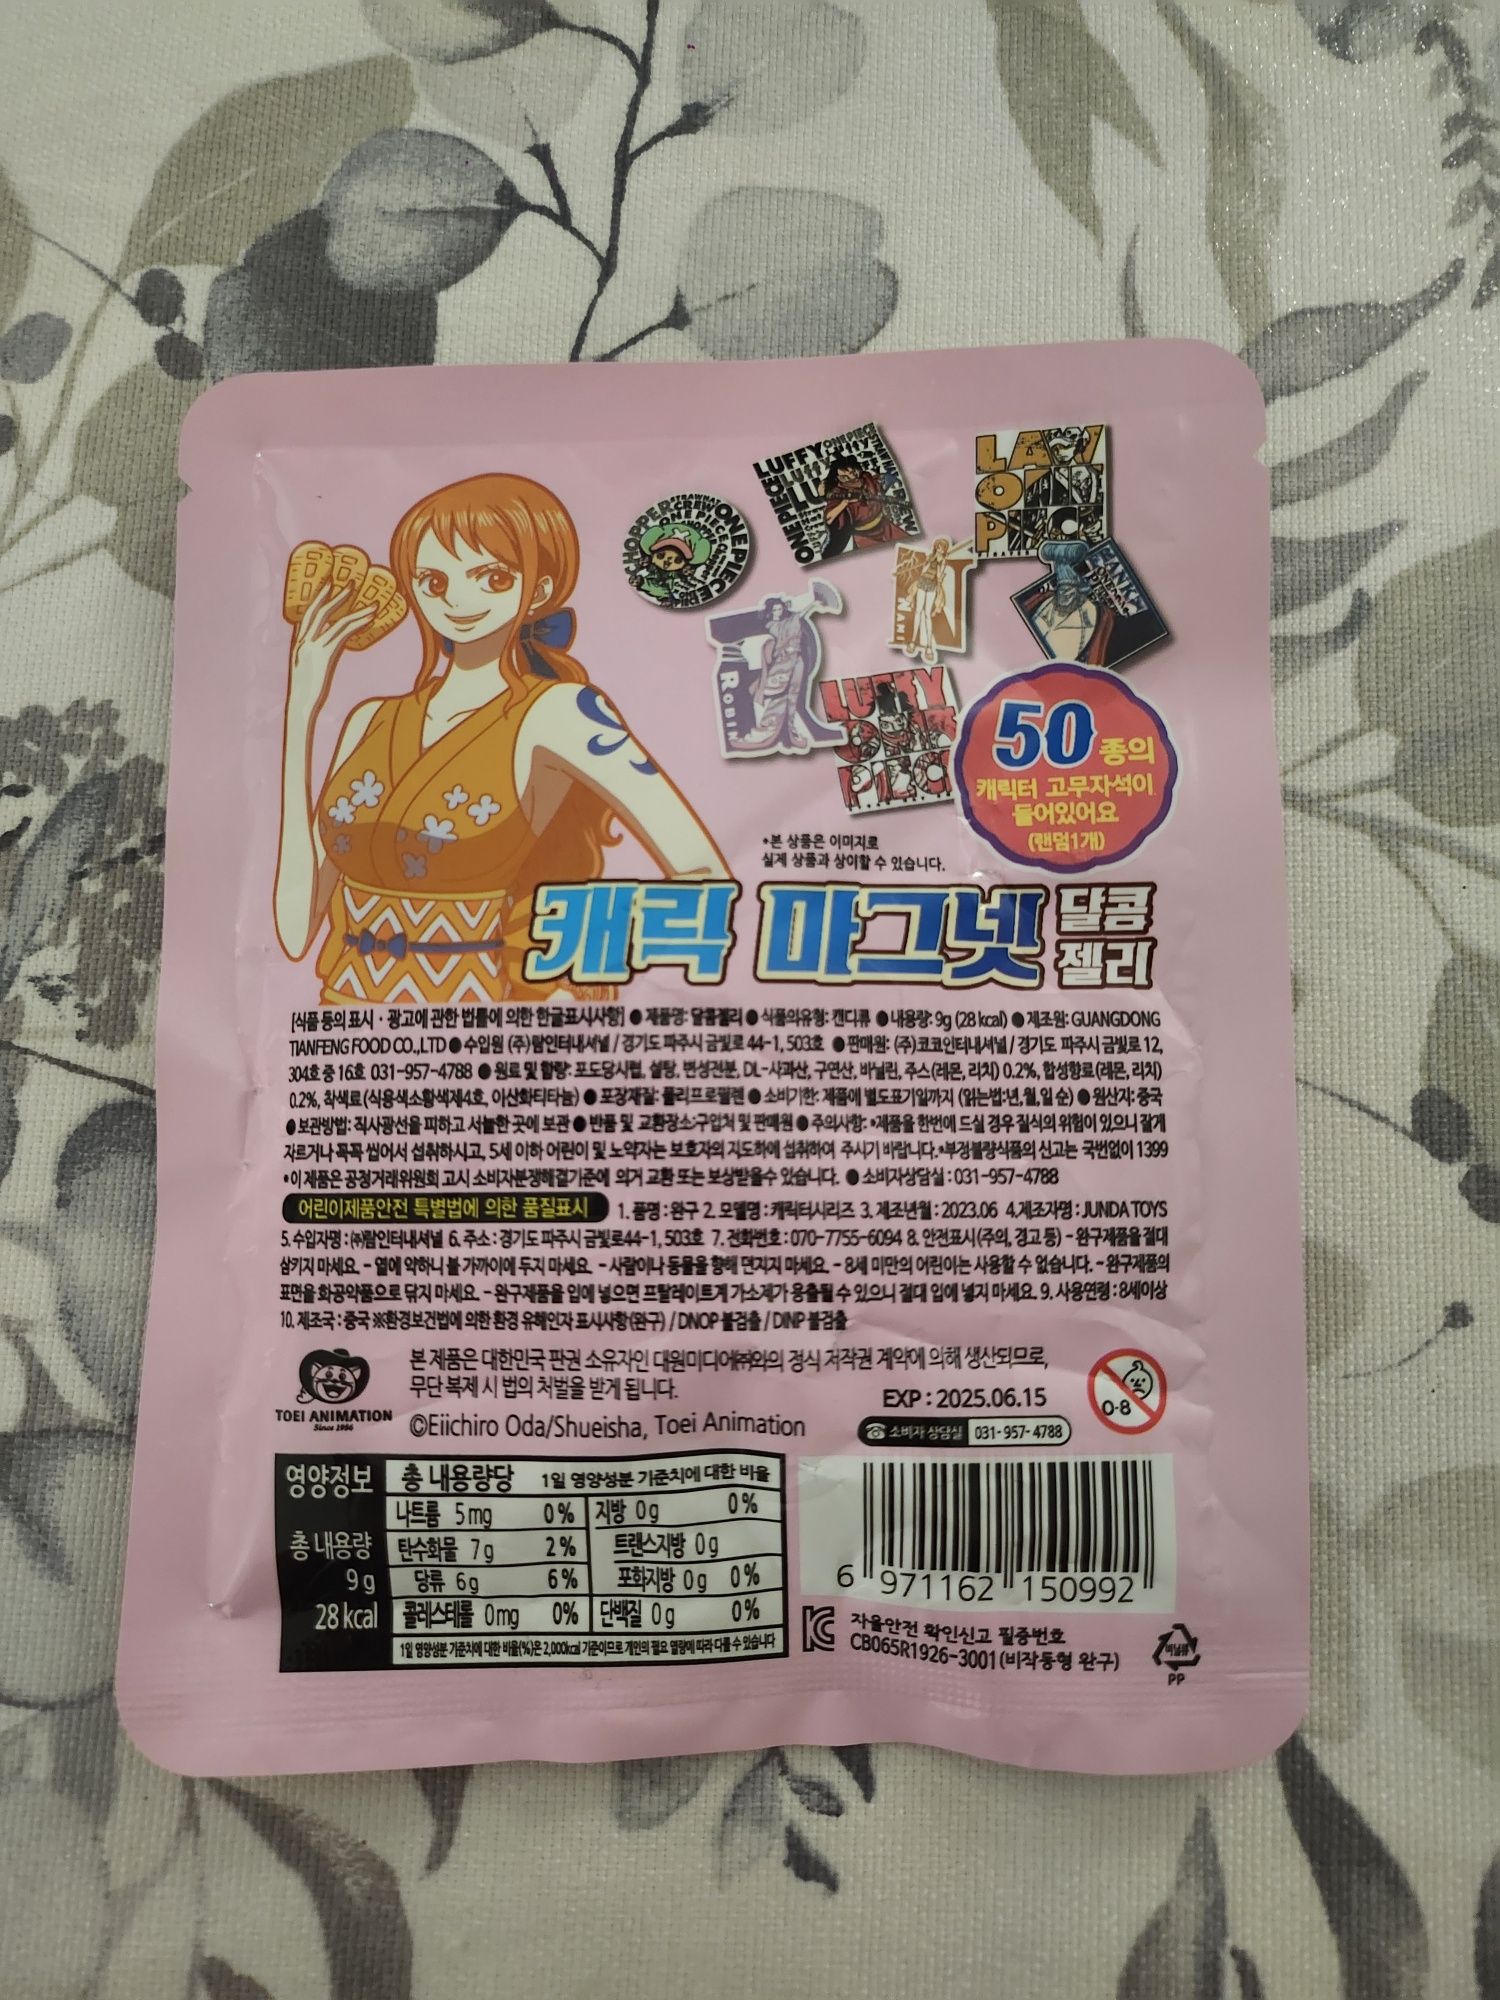 CHOPPER
STRAWHAT
CREW
ONE PIECE
LUFFY
ONE PIECE
LAW
ONE
PIECE
PIRATES
NAMI
FRANKY
ROBIN
LUFFY
ONE
PIECE
50종의
캐릭터 고무자석이
들어있어요
(랜덤1개)
*본 상품은 이미지로
실제 상품과 상이할 수 있습니다.
캐릭 마그넷 달콤
젤리
[식품 등의 표시·광고에 관한 법률에 의한 한글표시사항] ● 제품명: 달콤젤리 ● 식품의유형: 캔디류 ● 내용량: 9g (28 kcal) ● 제조원: GUANGDONG
TIANFENG FOOD CO.,LTD ● 수입원 (주)람인터내셔널 / 경기도 파주시 금빛로 44-1, 503호 ● 판매원: (주)코코인터내셔널 / 경기도 파주시 금빛로 12,
304호 중 16호 031-957-4788 ● 원료 및 함량: 포도당시럽, 설탕, 변성전분, DL-사과산, 구연산, 바닐린, 주스(레몬, 리치) 0.2%, 합성향료(레몬, 리치)
0.2%, 착색료(식용색소황색제4호, 이산화티타늄) ● 포장재질: 폴리프로필렌 ● 소비기한: 제품에 별도표기일까지 (읽는법:년,월,일 순) ● 원산지: 중국
● 보관방법: 직사광선을 피하고 서늘한 곳에 보관 ● 반품 및 교환장소:구입처 및 판매원 ● 주의사항: •제품을 한번에 드실 경우 질식의 위험이 있으니 잘게
자르거나 꼭꼭 씹어서 섭취하시고, 5세 이하 어린이 및 노약자는 보호자의 지도하에 섭취하여 주시기 바랍니다.•부정불량식품의 신고는 국번없이 1399
•이 제품은 공정거래위원회 고시 소비자분쟁해결기준에 의거 교환 또는 보상받을수 있습니다. ● 소비자상담실 : 031-957-4788
어린이제품안전 특별법에 의한 품질표시 1. 품명 : 완구 2. 모델명 : 캐릭터시리즈 3. 제조년월 : 2023.06 4.제조자명 : JUNDA TOYS
5. 수입자명 : ㈜람인터내셔널 6. 주소 : 경기도 파주시 금빛로44-1, 503호 7. 전화번호 : 070-7755-6094 8. 안전표시(주의, 경고 등) - 완구제품을 절대
삼키지 마세요. - 열에 약하니 불 가까이에 두지 마세요. - 사람이나 동물을 향해 던지지 마세요. - 8세 미만의 어린이는 사용할 수 없습니다. - 완구제품의
표면을 화공약품으로 닦지 마세요. - 완구제품을 입에 넣으면 프탈레이트계 가소제가 용출될 수 있으니 절대 입에 넣지 마세요. 9. 사용연령 : 8세이상
10. 제조국 : 중국 ※환경보건법에 의한 환경 유해인자 표시사항(완구) / DNOP 불검출 / DINP 불검출
TOEI ANIMATION
Since 1956
본 제품은 대한민국 판권 소유자인 대원미디어㈜와의 정식 저작권 계약에 의해 생산되므로,
무단 복제 시 법의 처벌을 받게 됩니다.
©Eiichiro Oda/Shueisha, Toei Animation
EXP : 2025.06.15
소비자 상담실 031-957-4788
0-8
영양정보
총 내용량
9 g
28 kcal
총 내용량당 1일 영양성분 기준치에 대한 비율
나트륨 5 mg 0 % 지방 0 g 0 %
탄수화물 7 g 2 % 트랜스지방 0 g
당류 6 g 6 % 포화지방 0 g 0 %
콜레스테롤 0 mg 0 % 단백질 0 g 0 %
1일 영양성분 기준치에 대한 비율(%)은 2,000kcal 기준이므로 개인의 필요 열량에 따라 다를 수 있습니다
6 971162 150992
자율안전 확인신고 필증번호
CB065R1926-3001 (비작동형 완구)
비닐류
PP